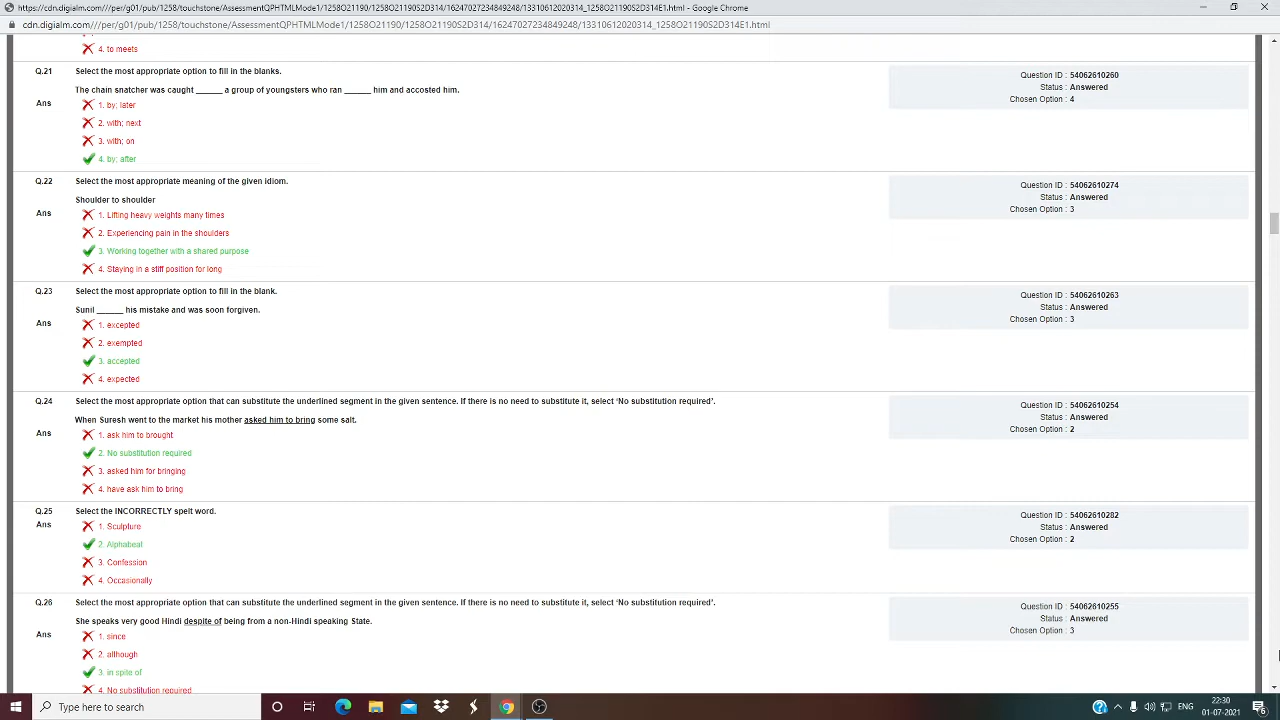 https://cdn.digialm.com///per/g01/pub/1258/touchstone/AssessmentQPHTMLMode1/1258O21190/1258O21190S2D314/16247027234849248/13310612020314_1258O21190S2D314E1.html - Google Chrome
cdn.digialm.com///per/g01/pub/1258/touchstone/AssessmentQPHTMLMode1/1258O21190/1258O21190S2D314/16247027234849248/13310612020314_1258O21190S2D314E1.html
4. to meets
Q.21 Select the most appropriate option to fill in the blanks.
Question ID : 54062610260
Status : Answered
Chosen Option : 4
The chain snatcher was caught ______ a group of youngsters who ran ______ him and accosted him.
Ans 1. by; later
2. with; next
3. with; on
4. by; after
Q.22 Select the most appropriate meaning of the given idiom.
Question ID : 54062610274
Status : Answered
Chosen Option : 3
Shoulder to shoulder
Ans 1. Lifting heavy weights many times
2. Experiencing pain in the shoulders
3. Working together with a shared purpose
4. Staying in a stiff position for long
Q.23 Select the most appropriate option to fill in the blank.
Question ID : 54062610263
Status : Answered
Chosen Option : 3
Sunil ______ his mistake and was soon forgiven.
Ans 1. excepted
2. exempted
3. accepted
4. expected
Q.24 Select the most appropriate option that can substitute the underlined segment in the given sentence. If there is no need to substitute it, select ‘No substitution required’.
Question ID : 54062610254
Status : Answered
Chosen Option : 2
When Suresh went to the market his mother asked him to bring some salt.
Ans 1. ask him to brought
2. No substitution required
3. asked him for bringing
4. have ask him to bring
Q.25 Select the INCORRECTLY spelt word.
Question ID : 54062610282
Status : Answered
Chosen Option : 2
Ans 1. Sculpture
2. Alphabeat
3. Confession
4. Occasionally
Q.26 Select the most appropriate option that can substitute the underlined segment in the given sentence. If there is no need to substitute it, select ‘No substitution required’.
Question ID : 54062610255
Status : Answered
Chosen Option : 3
She speaks very good Hindi despite of being from a non-Hindi speaking State.
Ans 1. since
2. although
3. in spite of
4. No substitution required
Type here to search
ENG
22:30
01-07-2021